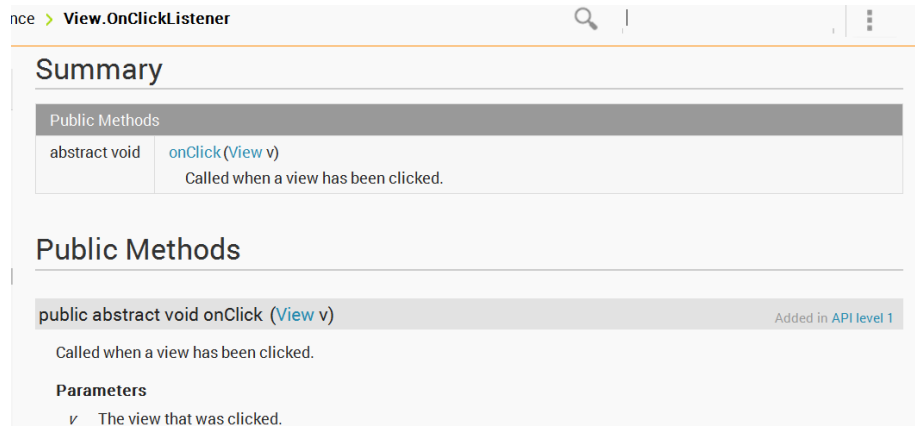 nce > View.OnClickListener
Summary
Public Methods
abstract void onClick (View v)
Called when a view has been clicked.
Public Methods
public abstract void onClick (View v) Added in API level 1
Called when a view has been clicked.
Parameters
v The view that was clicked.